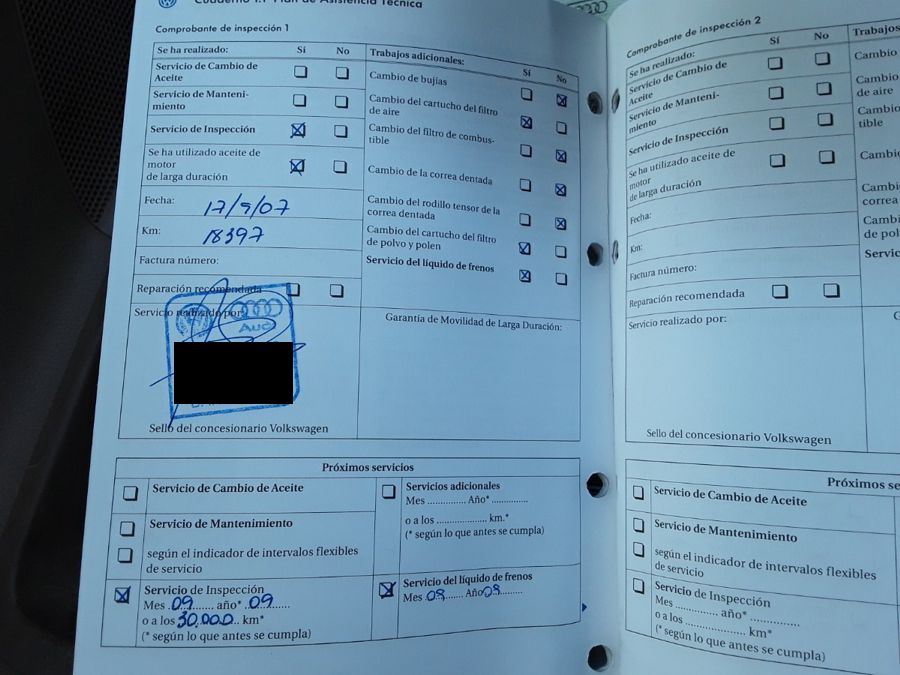 Cuaderno 1.1 Plan de Asistencia Técnica
Comprobante de inspección 1
Se ha realizado: Sí No
Servicio de Cambio de
Aceite
Servicio de Manteni-
miento
Servicio de Inspección
Se ha utilizado aceite de
motor
de larga duración
Fecha: 17/9/07
Km: 18397
Factura número:
Reparación recomendada
Servicio realizado por:
AUDI
Sello del concesionario Volkswagen
Trabajos adicionales: Sí No
Cambio de bujías
Cambio del cartucho del filtro
de aire
Cambio del filtro de combus-
tible
Cambio de la correa dentada
Cambio del rodillo tensor de la
correa dentada
Cambio del cartucho del filtro
de polvo y polen
Servicio del líquido de frenos
Garantía de Movilidad de Larga Duración:
Próximos servicios
Servicio de Cambio de Aceite
Servicio de Mantenimiento
según el indicador de intervalos flexibles
de servicio
Servicio de Inspección
Mes 09 año* 09
o a los 30.000 km*
(* según lo que antes se cumpla)
Servicios adicionales
Mes .............. Año*..............
o a los ................... km.*
(* según lo que antes se cumpla)
Servicio del líquido de frenos
Mes 09 Año 09
Comprobante de inspección 2
Se ha realizado: Sí No
Servicio de Cambio de
Aceite
Servicio de Manteni-
miento
Servicio de Inspección
Se ha utilizado aceite de
motor
de larga duración
Fecha:
Km:
Factura número:
Reparación recomendada
Servicio realizado por:
Sello del concesionario Volkswagen
Trabajos
Cambio
Cambio
de aire
Cambio
tible
Cambio
Cambi
correa
Cambi
de pol
Servic
G
Próximos se
Servicio de Cambio de Aceite
Servicio de Mantenimiento
según el indicador de intervalos flexibles
de servicio
Servicio de Inspección
Mes .............. año* ..............
o a los ..................... km*
(* según lo que antes se cumpla)